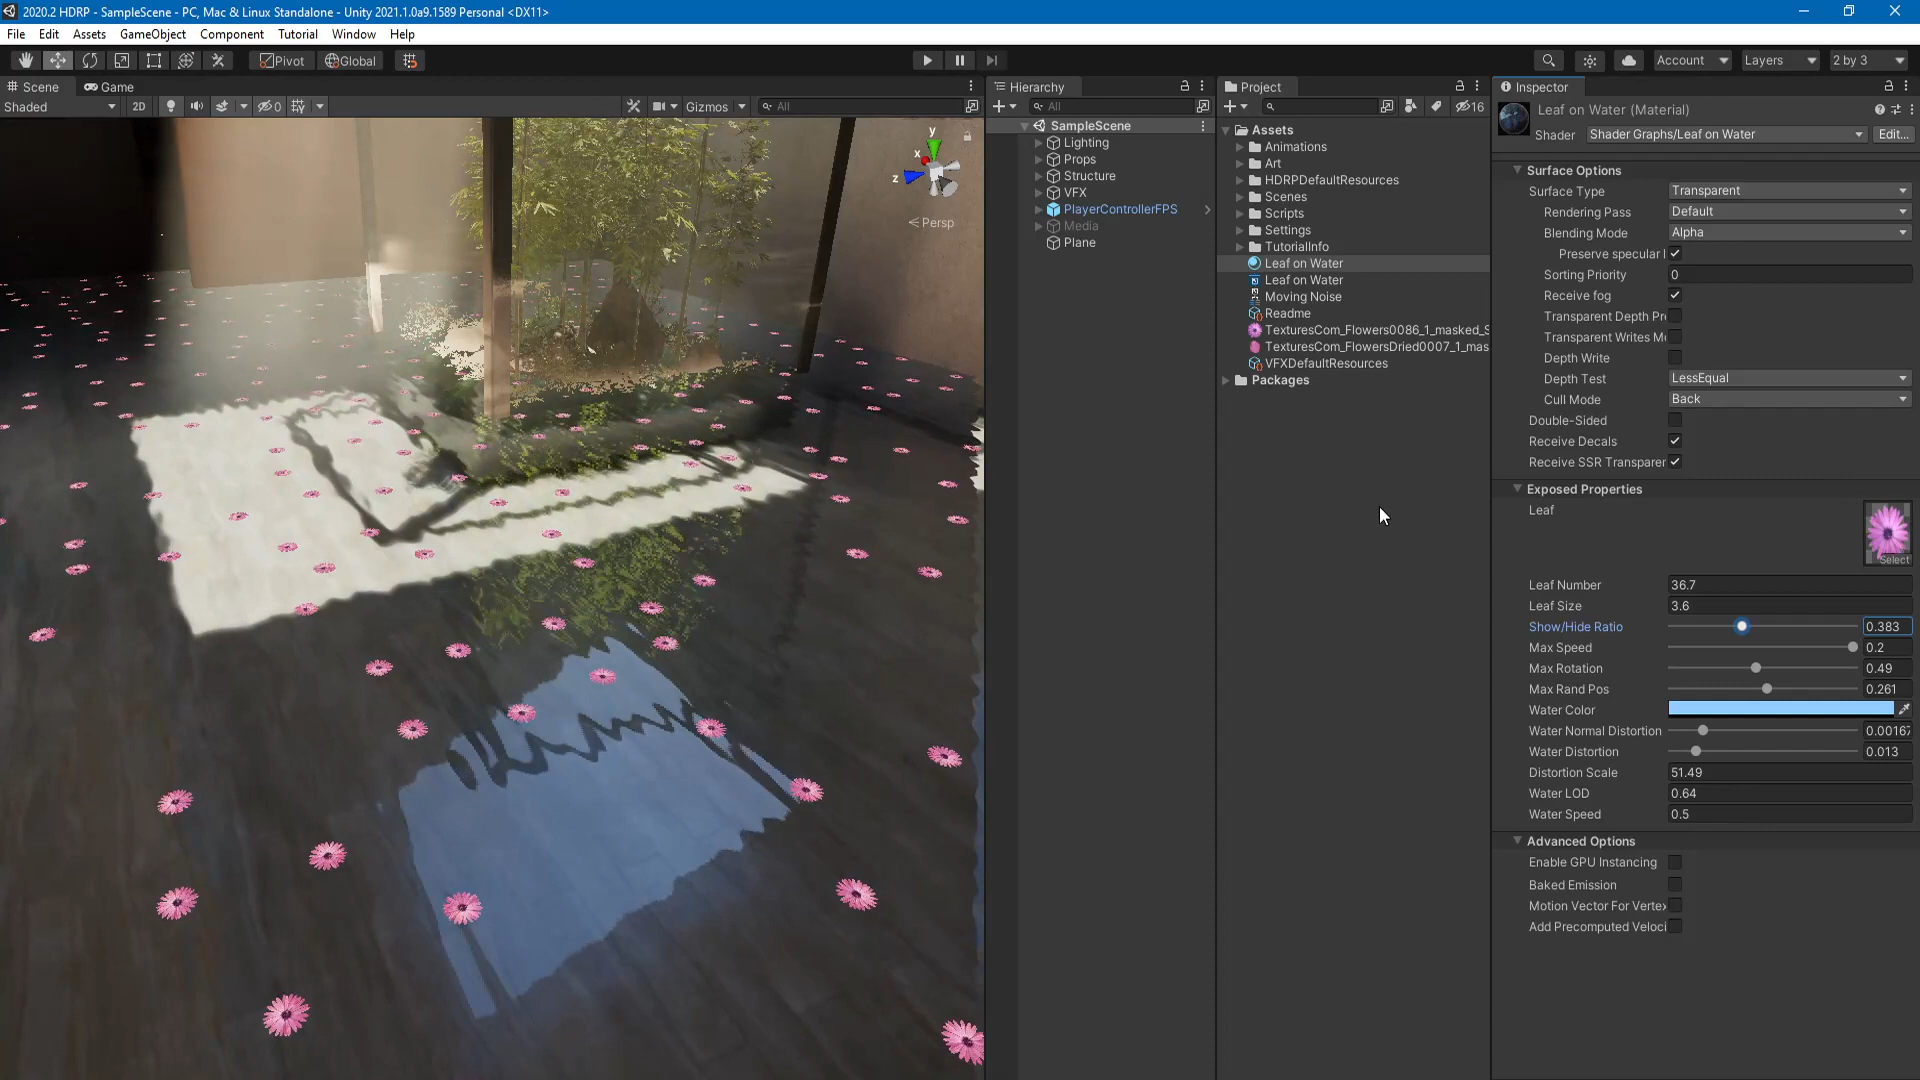 2020.2 HDRP - SampleScene - PC, Mac & Linux Standalone - Unity 2021.1.0a9.1589 Personal <DX11>
File Edit Assets GameObject Component Tutorial Window Help
Pivot Global Account Layers 2 by 3
Scene Game
Shaded 2D 0 Gizmos All
y
x
z
Persp
Hierarchy
All
SampleScene
Lighting
Props
Structure
VFX
PlayerControllerFPS
Media
Plane
Project
16
Assets
Animations
Art
HDRPDefaultResources
Scenes
Scripts
Settings
TutorialInfo
Leaf on Water
Leaf on Water
Moving Noise
Readme
TexturesCom_Flowers0086_1_masked_S
TexturesCom_FlowersDried0007_1_mas
VFXDefaultResources
Packages
Inspector
Leaf on Water (Material)
Shader Shader Graphs/Leaf on Water Edit...
Surface Options
Surface Type Transparent
Rendering Pass Default
Blending Mode Alpha
Preserve specular l
Sorting Priority 0
Receive fog
Transparent Depth Pr
Transparent Writes M
Depth Write
Depth Test LessEqual
Cull Mode Back
Double-Sided
Receive Decals
Receive SSR Transparer
Exposed Properties
Leaf
Select
Leaf Number 36.7
Leaf Size 3.6
Show/Hide Ratio 0.383
Max Speed 0.2
Max Rotation 0.49
Max Rand Pos 0.261
Water Color
Water Normal Distortion 0.00167
Water Distortion 0.013
Distortion Scale 51.49
Water LOD 0.64
Water Speed 0.5
Advanced Options
Enable GPU Instancing
Baked Emission
Motion Vector For Vertex
Add Precomputed Veloci